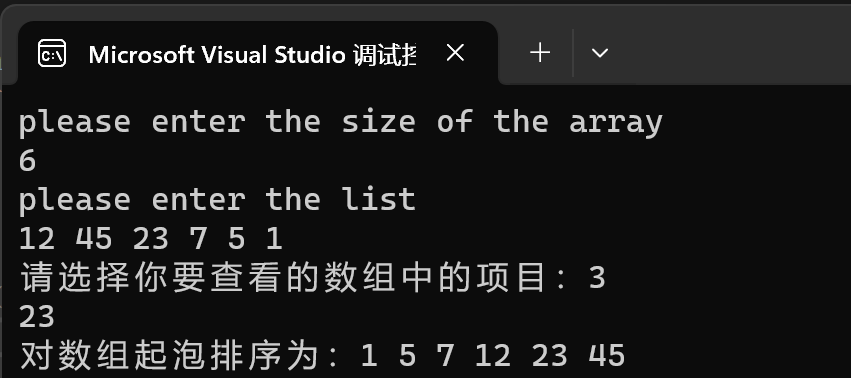 Microsoft Visual Studio 调试
please enter the size of the array
6
please enter the list
12 45 23 7 5 1
请选择你要查看的数组中的项目：3
23
对数组起泡排序为：1 5 7 12 23 45